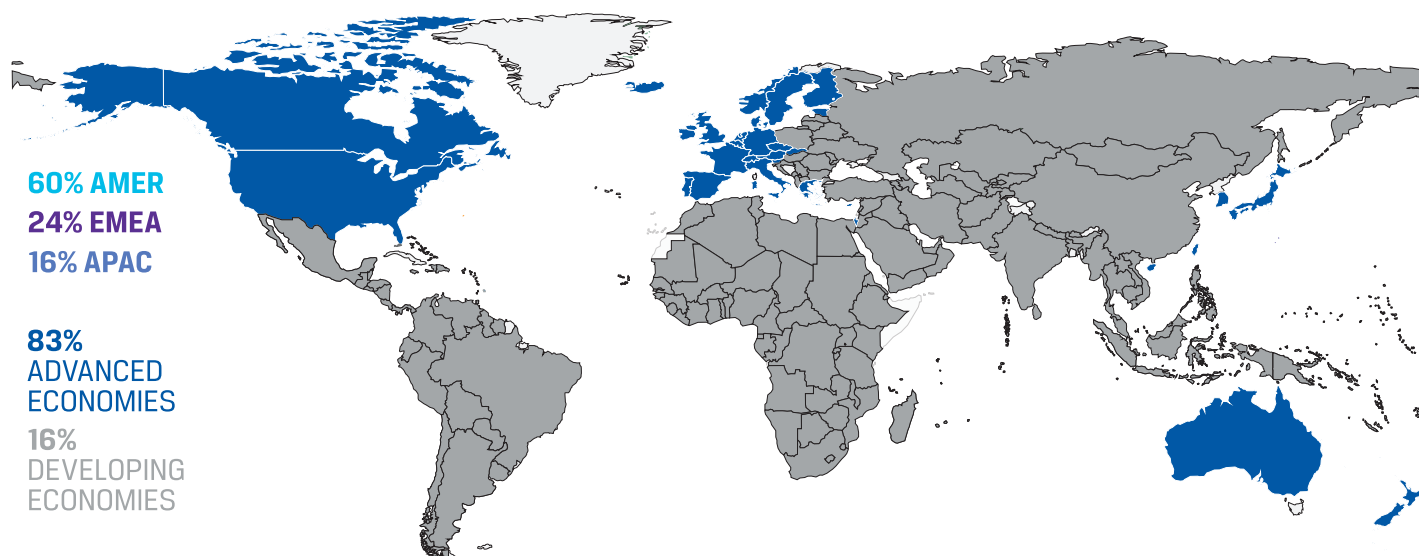 60% AMER
24% EMEA
16% APAC
83%
ADVANCED
ECONOMIES
16%
DEVELOPING
ECONOMIES